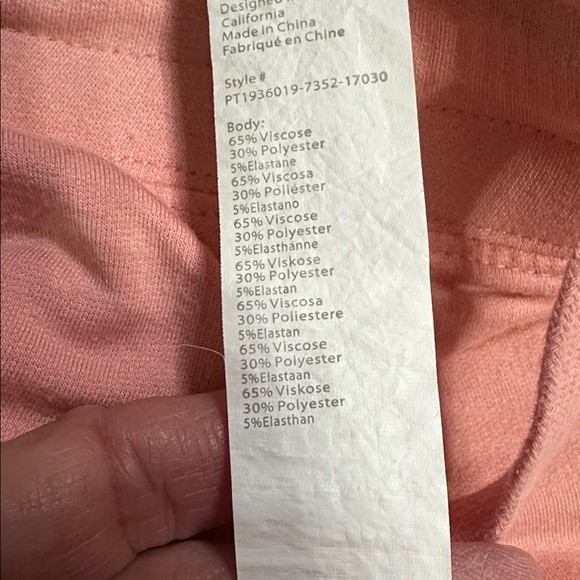 Designed
California
Made in China
Fabriqué en Chine
Style #
PT1936019-7352-17030
Body:
65% Viscose
30% Polyester
5%Elastane
65% Viscosa
30% Poliéster
5%Elastano
65% Viscose
30% Polyester
5%Elasthanne
65% Viskose
30% Polyester
5%Elastan
65% Viscosa
30% Poliestere
5%Elastan
65% Viscose
30% Polyester
5%Elastaan
65% Viskose
30% Polyester
5%Elasthan